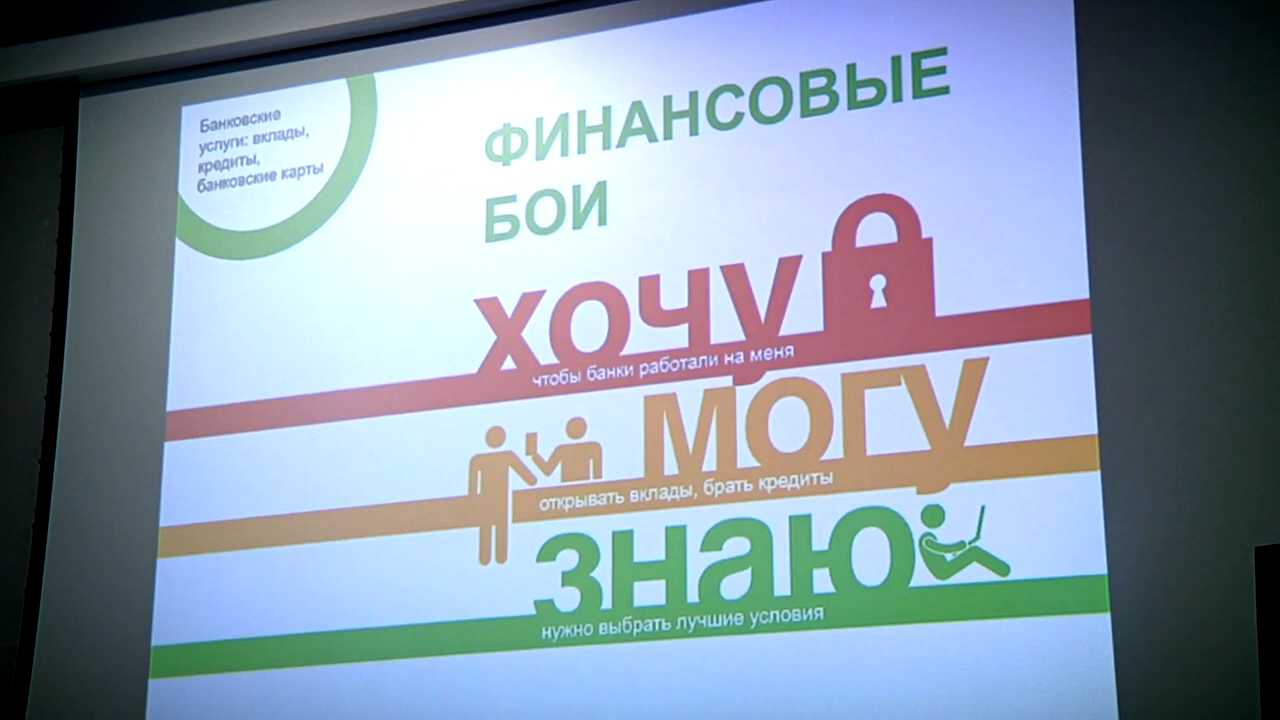 Банковские
услуги: вклады,
кредиты,
банковские карты
ФИНАНСОВЫЕ
БОИ
хочу
чтобы банки работали на меня
могу
открывать вклады, брать кредиты
знаю
нужно выбрать лучшие условия